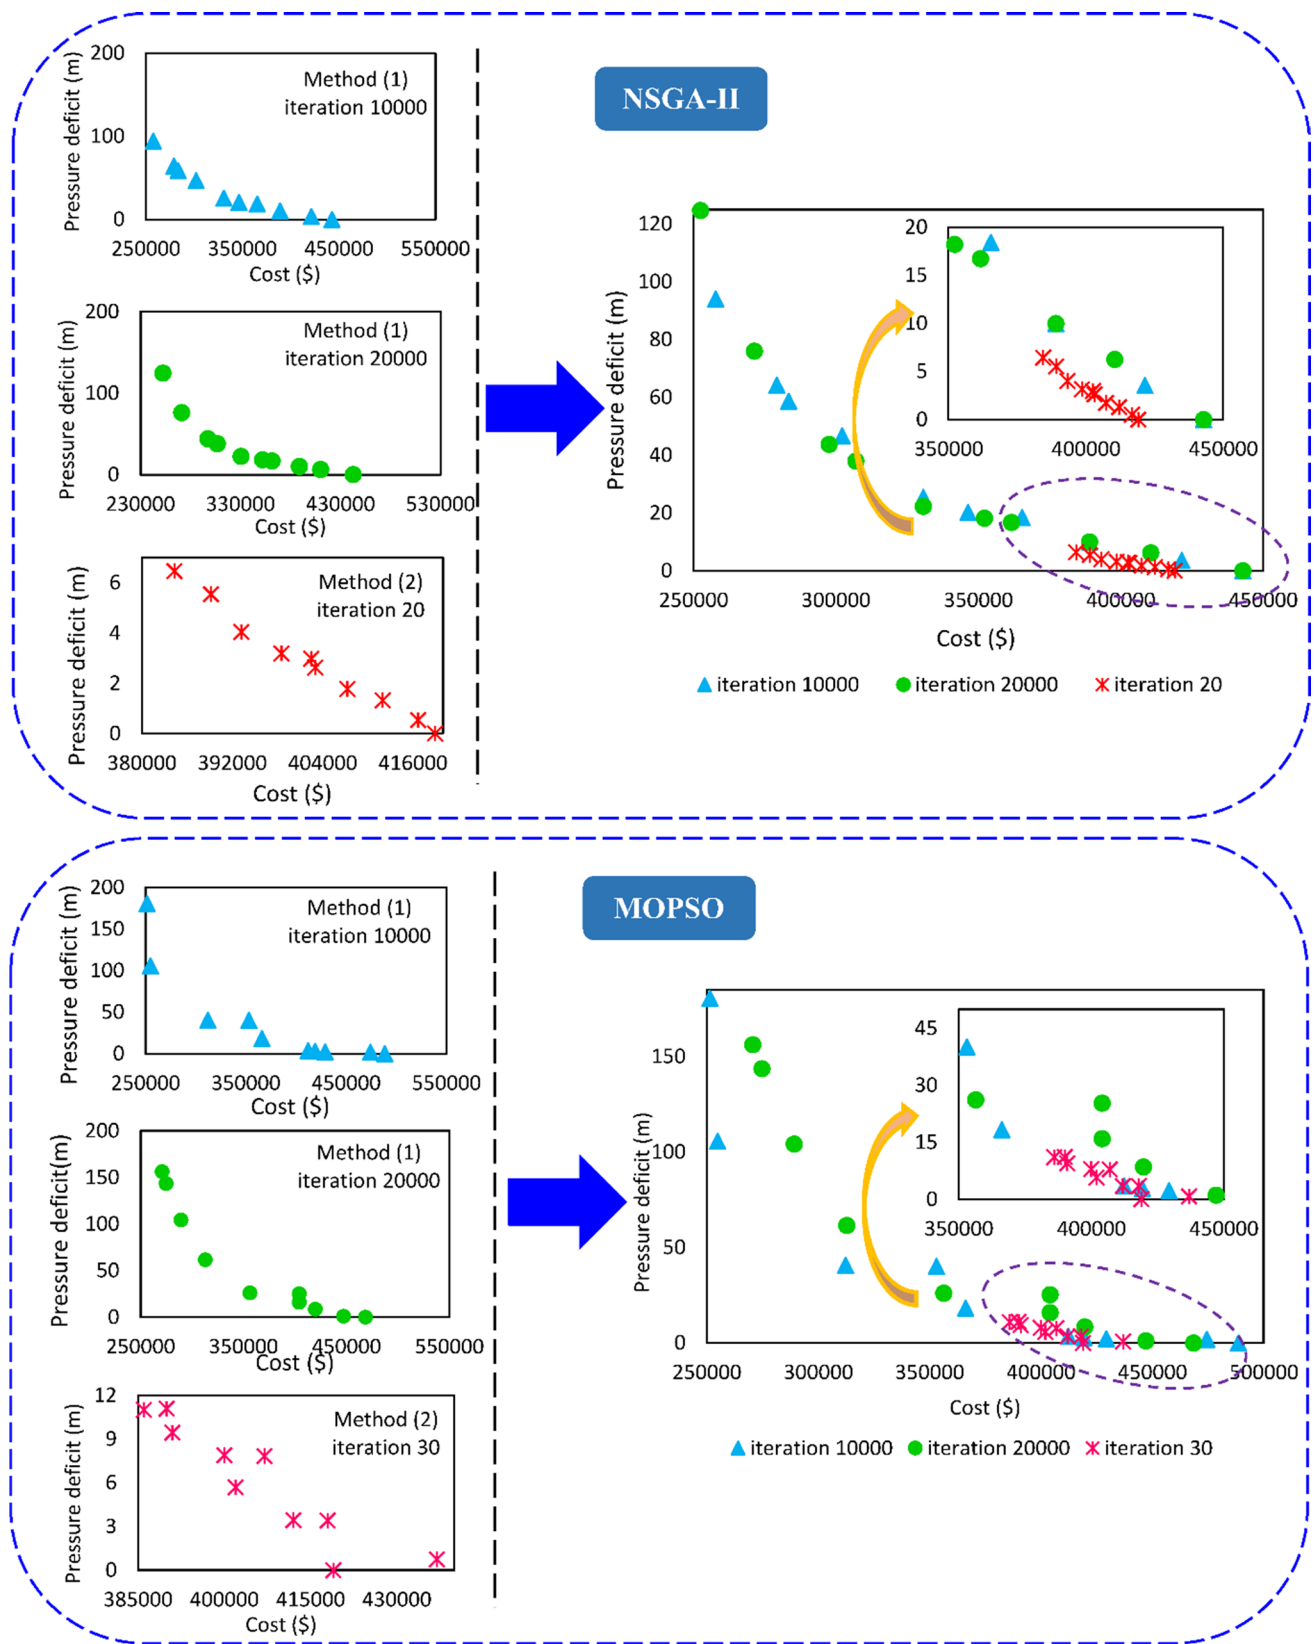 Pressure deficit (m)
200
100
0
Method (1)
iteration 10000
250000 350000 450000 550000
Cost ($)
Pressure deficit (m)
200
100
0
Method (1)
iteration 20000
230000 330000 430000 530000
Cost ($)
Pressure deficit (m)
6
4
2
0
Method (2)
iteration 20
380000 392000 404000 416000
Cost ($)
NSGA-II
Pressure deficit (m)
120
100
80
60
40
20
0
250000 300000 350000 400000 450000
Cost ($)
20
15
10
5
0
350000 400000 450000
iteration 10000 iteration 20000 iteration 20
Pressure deficit (m)
200
150
100
50
0
Method (1)
iteration 10000
250000 350000 450000 550000
Cost ($)
Pressure deficit(m)
200
150
100
50
0
Method (1)
iteration 20000
250000 350000 450000 550000
Cost ($)
Pressure deficit (m)
12
9
6
3
0
Method (2)
iteration 30
385000 400000 415000 430000
Cost ($)
MOPSO
Pressure deficit (m)
150
100
50
0
250000 300000 350000 400000 450000 500000
Cost ($)
45
30
15
0
350000 400000 450000
iteration 10000 iteration 20000 iteration 30